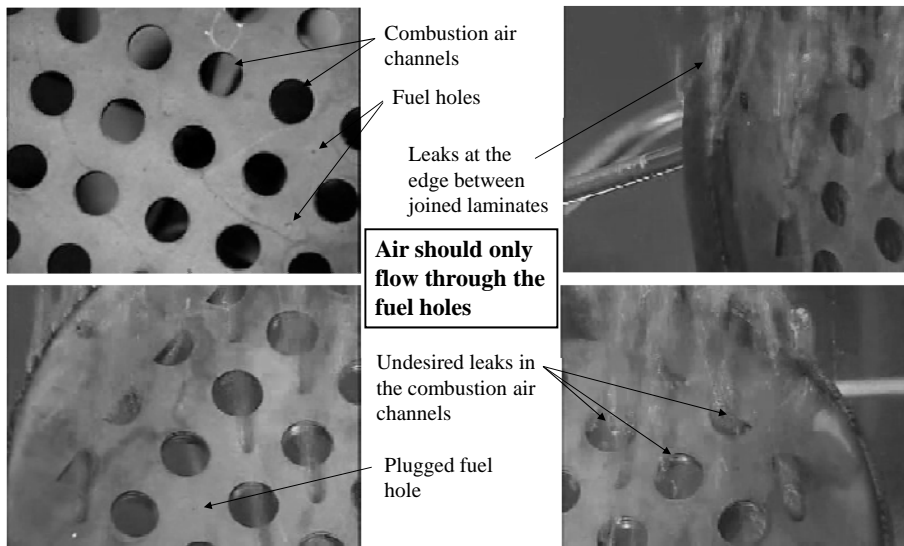 Combustion air
channels
Fuel holes
Leaks at the
edge between
joined laminates
Air should only
flow through the
fuel holes
Undesired leaks in
the combustion air
channels
Plugged fuel
hole